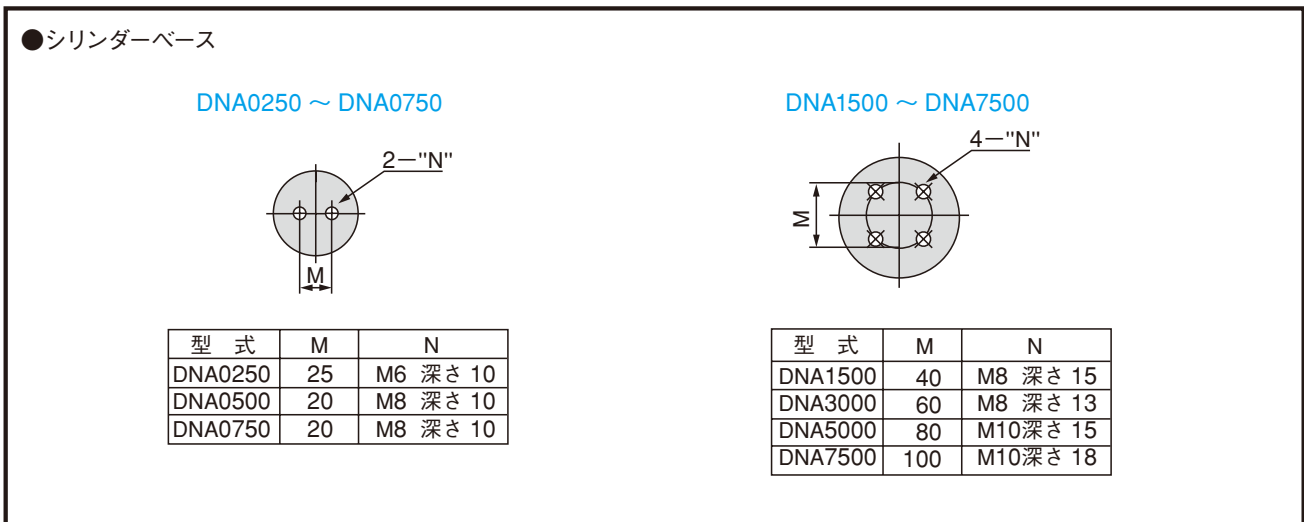 ●シリンダーベース
DNA0250 ～ DNA0750
2－"N"
M
型　式 M N
DNA0250 25 M6 深さ 10
DNA0500 20 M8 深さ 10
DNA0750 20 M8 深さ 10
DNA1500 ～ DNA7500
4－"N"
M
型　式 M N
DNA1500 40 M8 深さ 15
DNA3000 60 M8 深さ 13
DNA5000 80 M10深さ 15
DNA7500 100 M10深さ 18